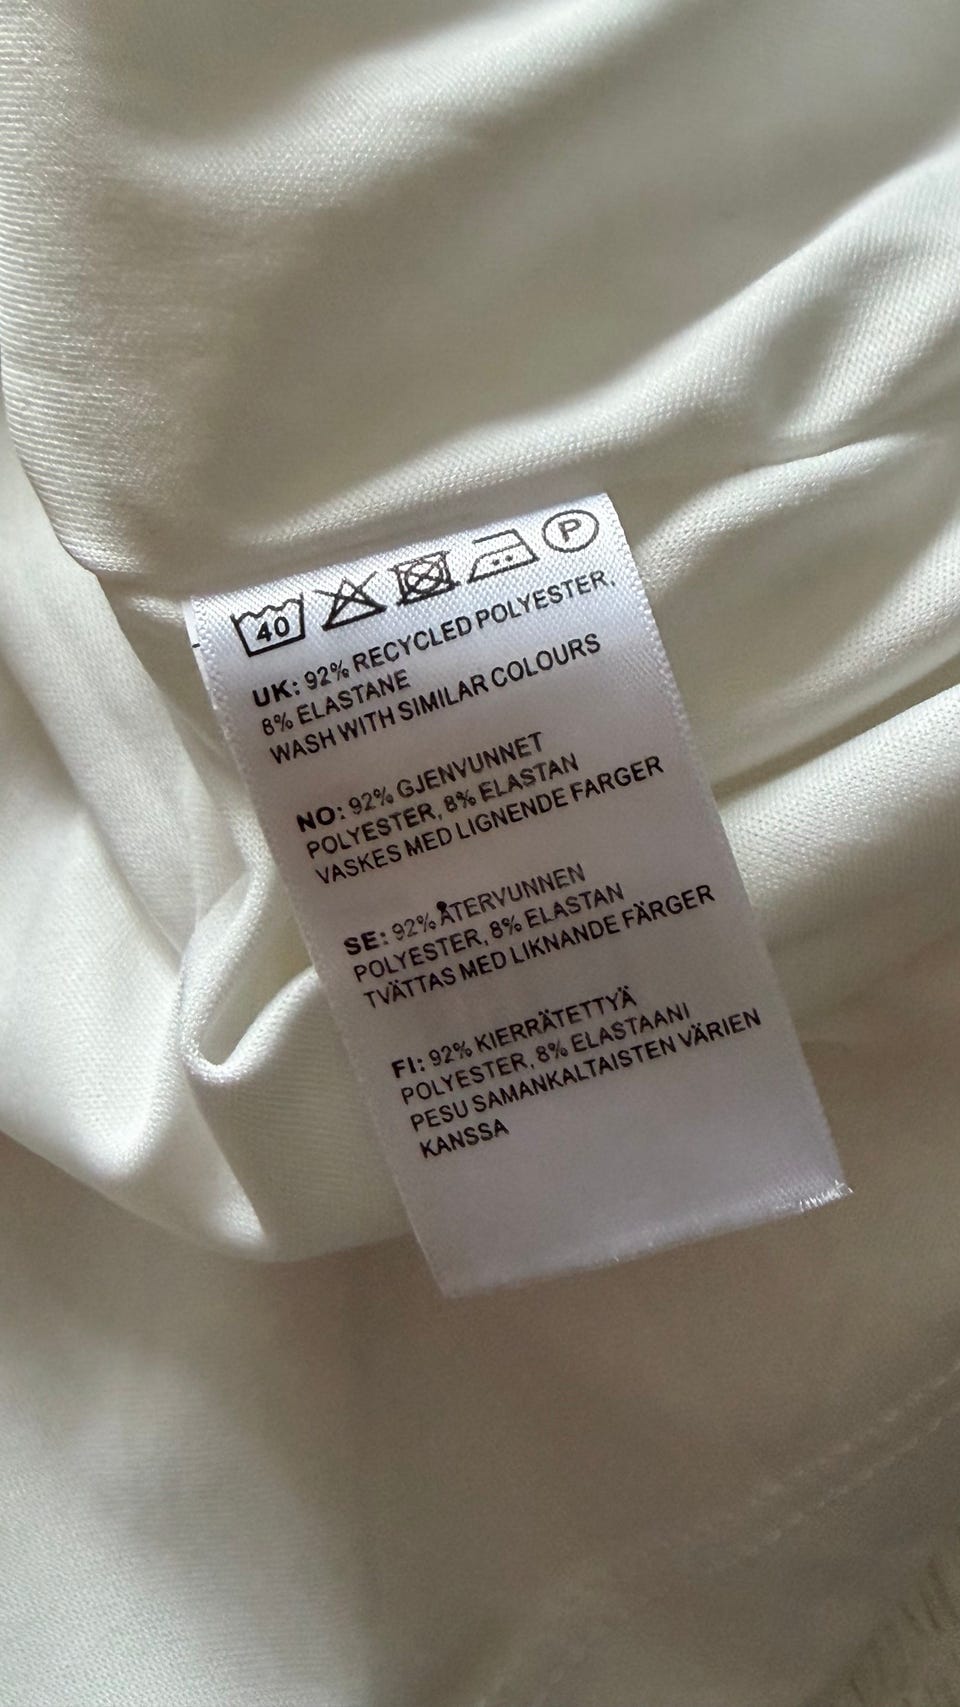 40 P
UK: 92% RECYCLED POLYESTER,
8% ELASTANE
WASH WITH SIMILAR COLOURS
NO: 92% GJENVUNNET
POLYESTER, 8% ELASTAN
VASKES MED LIGNENDE FARGER
SE: 92% ÅTERVUNNEN
POLYESTER, 8% ELASTAN
TVÄTTAS MED LIKNANDE FÄRGER
FI: 92% KIERRÄTETTYÄ
POLYESTER, 8% ELASTAANI
PESU SAMANKALTAISTEN VÄRIEN
KANSSA